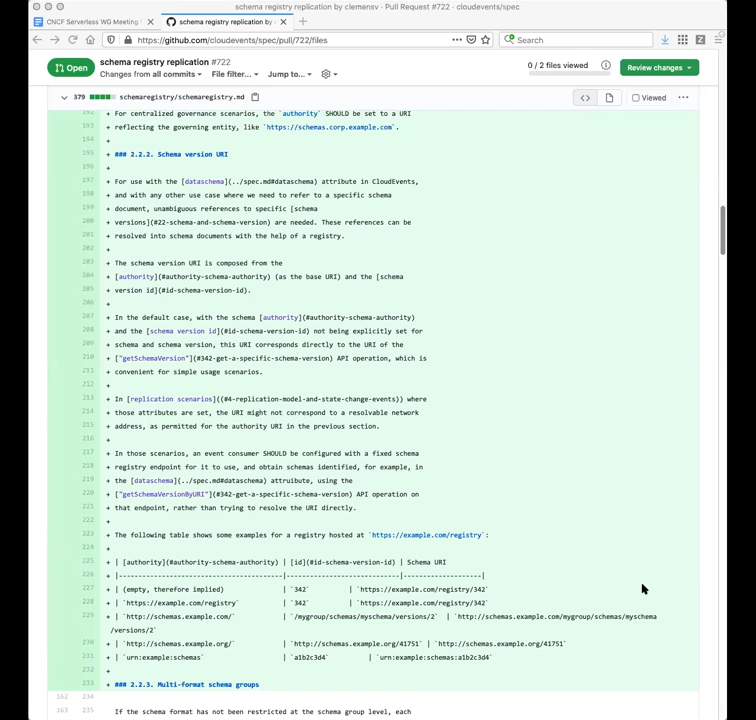 schema registry replication by clemensv · Pull Request #722 · cloudevents/spec
CNCF Serverless WG Meeting
schema registry replication by c
https://github.com/cloudevents/spec/pull/722/files
Search
Open
schema registry replication #722
Changes from all commits
File filter...
Jump to...
0 / 2 files viewed
Review changes
379
schemaregistry/schemaregistry.md
Viewed
192 + For centralized governance scenarios, the `authority` SHOULD be set to a URI
193 + reflecting the governing entity, like `https://schemas.corp.example.com`.
194 +
195 + ### 2.2.2. Schema version URI
196 +
197 + For use with the [dataschema](../spec.md#dataschema) attribute in CloudEvents,
198 + and with any other use case where we need to refer to a specific schema
199 + document, unambiguous references to specific [schema
200 + versions](#22-schema-and-schema-version) are needed. These references can be
201 + resolved into schema documents with the help of a registry.
202 +
203 + The schema version URI is composed from the
204 + [authority](#authority-schema-authority) (as the base URI) and the [schema
205 + version id](#id-schema-version-id).
206 +
207 + In the default case, with the schema [authority](#authority-schema-authority)
208 + and the [schema version id](#id-schema-version-id) not being explicitly set for
209 + schema and schema version, this URI corresponds directly to the URI of the
210 + ["getSchemaVersion"](#342-get-a-specific-schema-version) API operation, which is
211 + convenient for simple usage scenarios.
212 +
213 + In [replication scenarios]((#4-replication-model-and-state-change-events)) where
214 + those attributes are set, the URI might not correspond to a resolvable network
215 + address, as permitted for the authority URI in the previous section.
216 +
217 + In those scenarios, an event consumer SHOULD be configured with a fixed schema
218 + registry endpoint for it to use, and obtain schemas identified, for example, in
219 + the [dataschema](../spec.md#dataschema) attruibute, using the
220 + ["getSchemaVersionByURI"](#342-get-a-specific-schema-version) API operation on
221 + that endpoint, rather than trying to resolve the URI directly.
222 +
223 + The following table shows some examples for a registry hosted at `https://example.com/registry`:
224 +
225 + | [authority](#authority-schema-authority) | [id](#id-schema-version-id) | Schema URI
226 + |-----------------------------------------|----------------------------|-------------------|
227 + | (empty, therefore implied) | `342` | `https://example.com/registry/342`
228 + | `https://example.com/registry` | `342` | `https://example.com/registry/342`
229 + | `http://schemas.example.com/` | `/mygroup/schemas/myschema/versions/2` | `http://schemas.example.com/mygroup/schemas/myschema
/versions/2`
230 + | `http://schemas.example.org/` | `http://schemas.example.org/41751` | `http://schemas.example.org/41751`
231 + | `urn:example:schemas` | `a1b2c3d4` | `urn:example:schemas:a1b2c3d4`
232 +
233 + ### 2.2.3. Multi-format schema groups
162 234
163 235 If the schema format has not been restricted at the schema group level, each